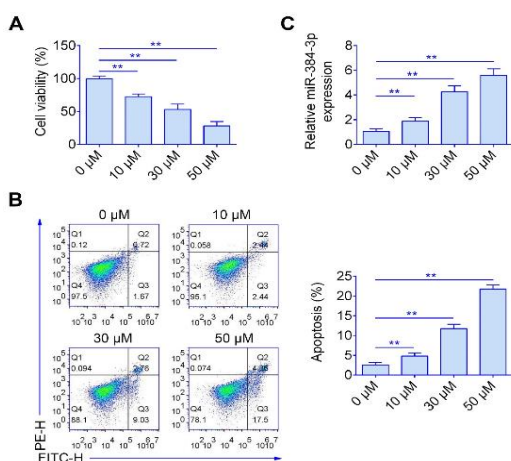 A
Cell viability (%)
150
100
50
0
**
**
**
0 μM
10 μM
30 μM
50 μM
C
Relative miR-384-3p
expression
8
6
4
2
0
**
**
**
0 μM
10 μM
30 μM
50 μM
B
0 μM
10 μM
Q1
0.12
Q2
0.72
Q4
97.5
Q3
1.67
Q1
0.058
Q2
2.44
Q4
95.1
Q3
2.44
30 μM
50 μM
Q1
0.094
Q2
2.76
Q4
88.1
Q3
9.03
Q1
0.074
Q2
Q4
78.1
Q3
17.5
PE-H
FITC-H
Apoptosis (%)
25
20
15
10
5
0
**
**
**
0 μM
10 μM
30 μM
50 μM